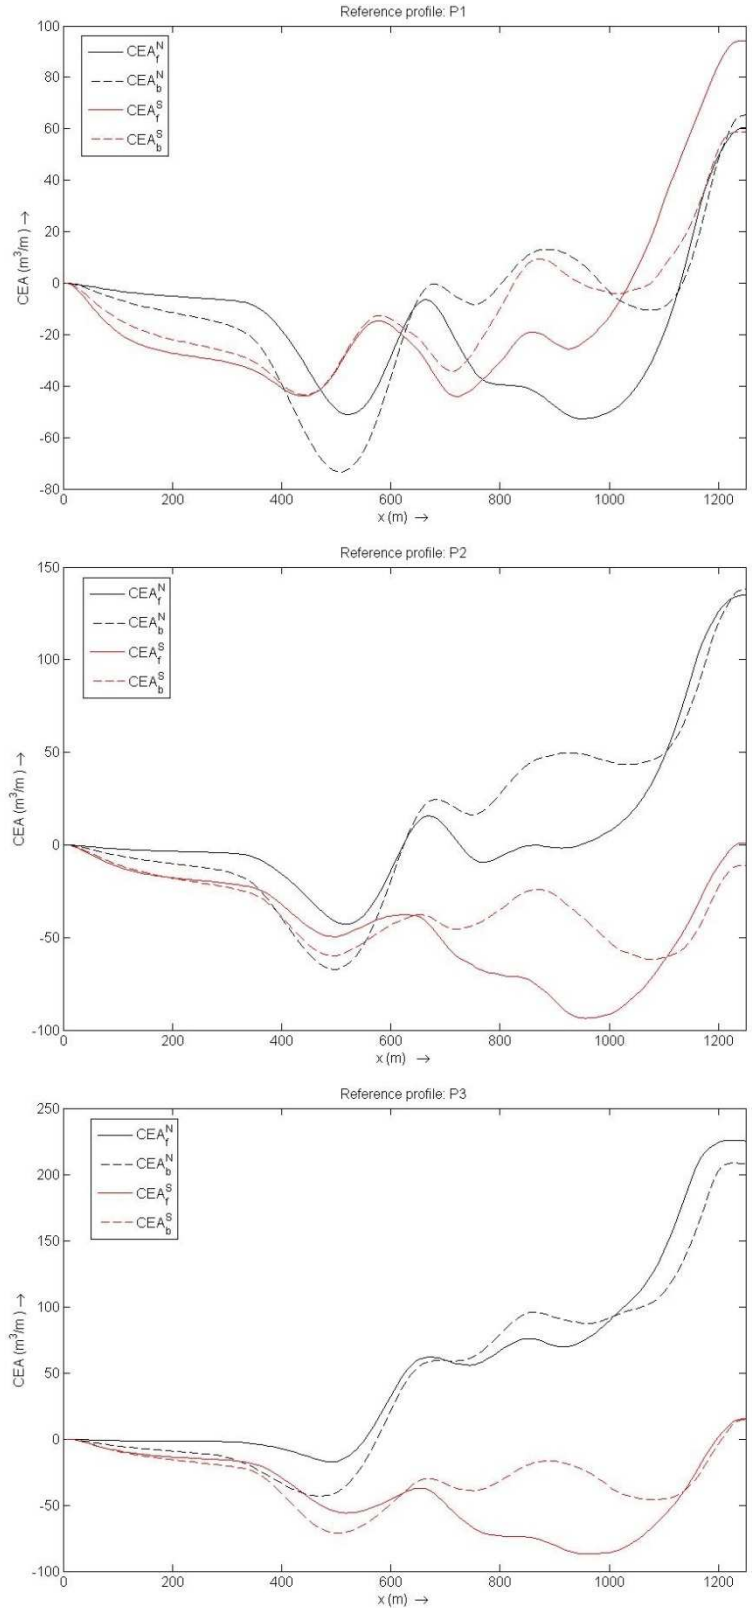 Reference profile: P1
CEA_f^N
CEA_b^N
CEA_f^S
CEA_b^S
CEA (m³/m) →
100
80
60
40
20
0
-20
-40
-60
-80
0 200 400 600 800 1000 1200
x (m) →
Reference profile: P2
CEA_f^N
CEA_b^N
CEA_f^S
CEA_b^S
CEA (m³/m) →
150
100
50
0
-50
-100
0 200 400 600 800 1000 1200
x (m) →
Reference profile: P3
CEA_f^N
CEA_b^N
CEA_f^S
CEA_b^S
CEA (m³/m) →
250
200
150
100
50
0
-50
-100
0 200 400 600 800 1000 1200
x (m) →